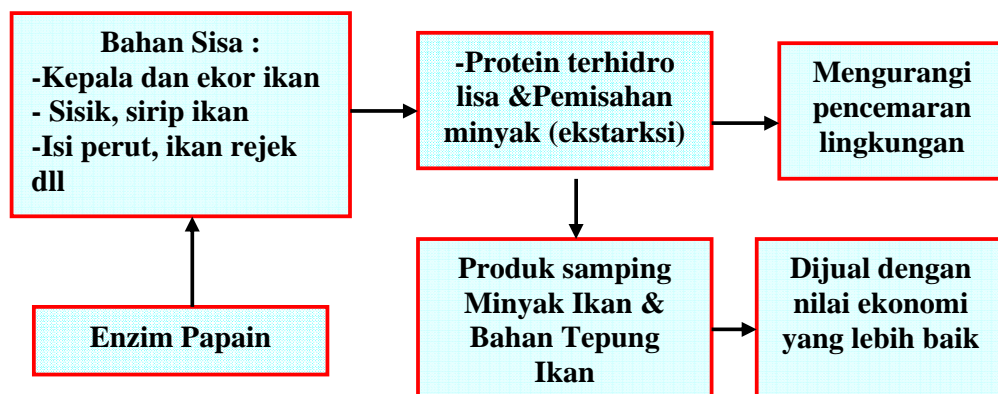 Bahan Sisa :
-Kepala dan ekor ikan
- Sisik, sirip ikan
-Isi perut, ikan rejek
dll
-Protein terhidro
lisa &Pemisahan
minyak (ekstarksi)
Mengurangi
pencemaran
lingkungan
Enzim Papain
Produk samping
Minyak Ikan &
Bahan Tepung
Ikan
Dijual dengan
nilai ekonomi
yang lebih baik